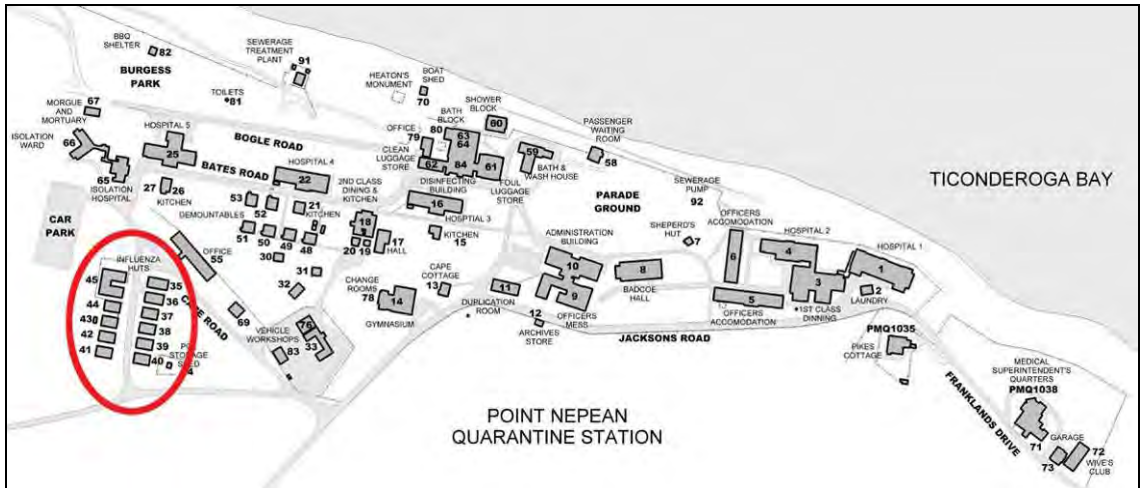 BBQ
SHELTER
82
BURGESS
PARK
SEWERAGE
TREATMENT
PLANT
91
TOILETS
81
HEATON'S
MONUMENT
BOAT
SHED
70
SHOWER
BLOCK
60
BATH
BLOCK
80
63
64
OFFICE
79
CLEAN
LUGGAGE
STORE
62
84
61
59
BATH &
WASH HOUSE
PASSENGER
WAITING
ROOM
58
67
MORGUE
AND
MORTUARY
ISOLATION
WARD
66
65
ISOLATION
HOSPITAL
HOSPITAL 5
25
BOGLE ROAD
BATES ROAD
HOSPITAL 4
22
27
26
KITCHEN
2ND CLASS
DINING &
KITCHEN
18
20
19
17
HALL
DISINFECTING
BUILDING
16
HOSPTIAL 3
FOUL
LUGGAGE
STORE
KITCHEN
15
53
52
21
KITCHEN
DEMOUNTABLES
51
50
49
48
30
31
32
CAR
PARK
OFFICE
55
INFLUENZA
HUTS
45
44
43
42
41
35
36
37
38
39
40
ROAD
STORAGE
69
VEHICLE
WORKSHOPS
76
33
83
CHANGE
ROOMS
78
14
GYMNASIUM
CAPE
COTTAGE
13
11
DUPLICATION
ROOM
ADMINISTRATION
BUILDING
10
9
OFFICERS
MESS
12
ARCHIVES
STORE
PARADE
GROUND
8
BADCOE
HALL
SEWERAGE
PUMP
92
SHEPERD'S
HUT
7
OFFICERS
ACCOMODATION
6
5
OFFICERS
ACCOMODATION
HOSPITAL 2
4
3
1ST CLASS
DINNING
HOSPITAL 1
1
2
LAUNDRY
JACKSONS ROAD
TICONDEROGA BAY
PMQ1035
PIKES
COTTAGE
FRANKLANDS DRIVE
MEDICAL
SUPERINTENDENT'S
QUARTERS
PMQ1038
71
GARAGE
73
72
WIVE'S
CLUB
POINT NEPEAN
QUARANTINE STATION